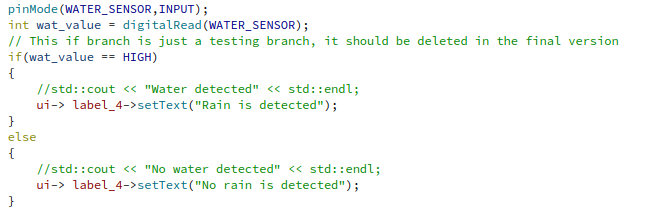 pinMode(WATER_SENSOR,INPUT);
int wat_value = digitalRead(WATER_SENSOR);
// This if branch is just a testing branch, it should be deleted in the final version
if(wat_value == HIGH)
{
    //std::cout << "Water detected" << std::endl;
    ui-> label_4->setText("Rain is detected");
}
else
{
    //std::cout << "No water detected" << std::endl;
    ui-> label_4->setText("No rain is detected");
}